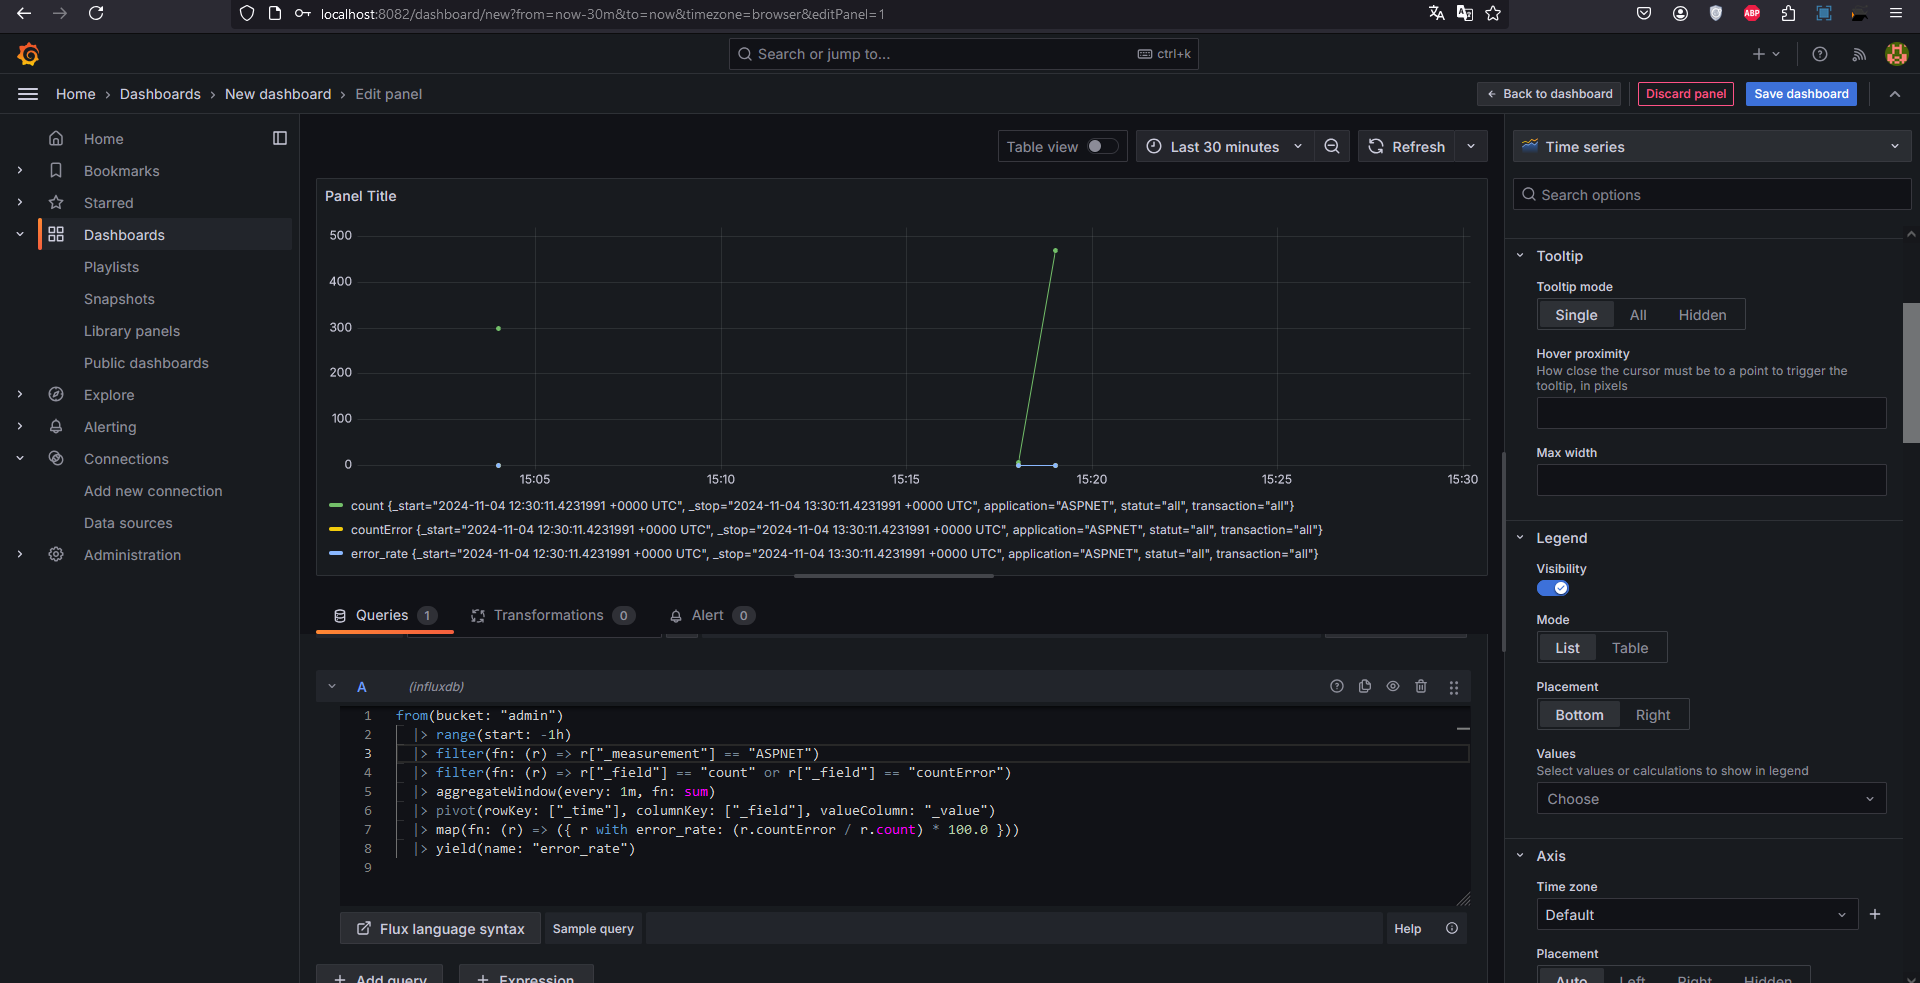 localhost:8082/dashboard/new?from=now-30m&to=now&timezone=browser&editPanel=1
ABP
Search or jump to...
ctrl+k
Home › Dashboards › New dashboard › Edit panel
Back to dashboard
Discard panel
Save dashboard
Home
Bookmarks
Starred
Dashboards
Playlists
Snapshots
Library panels
Public dashboards
Explore
Alerting
Connections
Add new connection
Data sources
Administration
Table view
Last 30 minutes
Refresh
Panel Title
500
400
300
200
100
0
15:05
15:10
15:15
15:20
15:25
15:30
count {_start="2024-11-04 12:30:11.4231991 +0000 UTC", _stop="2024-11-04 13:30:11.4231991 +0000 UTC", application="ASPNET", statut="all", transaction="all"}
countError {_start="2024-11-04 12:30:11.4231991 +0000 UTC", _stop="2024-11-04 13:30:11.4231991 +0000 UTC", application="ASPNET", statut="all", transaction="all"}
error_rate {_start="2024-11-04 12:30:11.4231991 +0000 UTC", _stop="2024-11-04 13:30:11.4231991 +0000 UTC", application="ASPNET", statut="all", transaction="all"}
Queries 1
Transformations 0
Alert 0
A (influxdb)
1 from(bucket: "admin")
2 |> range(start: -1h)
3 |> filter(fn: (r) => r["_measurement"] == "ASPNET")
4 |> filter(fn: (r) => r["_field"] == "count" or r["_field"] == "countError")
5 |> aggregateWindow(every: 1m, fn: sum)
6 |> pivot(rowKey: ["_time"], columnKey: ["_field"], valueColumn: "_value")
7 |> map(fn: (r) => ({ r with error_rate: (r.countError / r.count) * 100.0 }))
8 |> yield(name: "error_rate")
9
Flux language syntax
Sample query
Help
+ Add query
+ Expression
Time series
Search options
Tooltip
Tooltip mode
Single
All
Hidden
Hover proximity
How close the cursor must be to a point to trigger the
tooltip, in pixels
Max width
Legend
Visibility
Mode
List
Table
Placement
Bottom
Right
Values
Select values or calculations to show in legend
Choose
Axis
Time zone
Default
Placement
Auto
Left
Right
Hidden